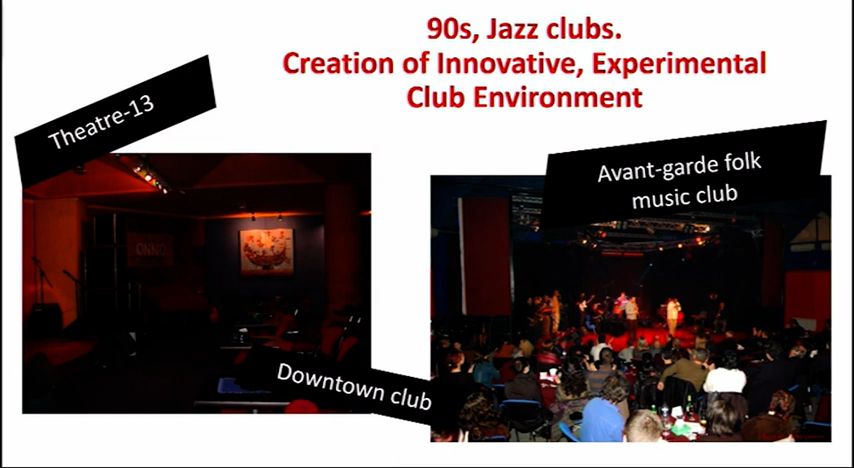 90s, Jazz clubs.
Creation of Innovative, Experimental
Club Environment
Theatre-13
Avant-garde folk
music club
Downtown club